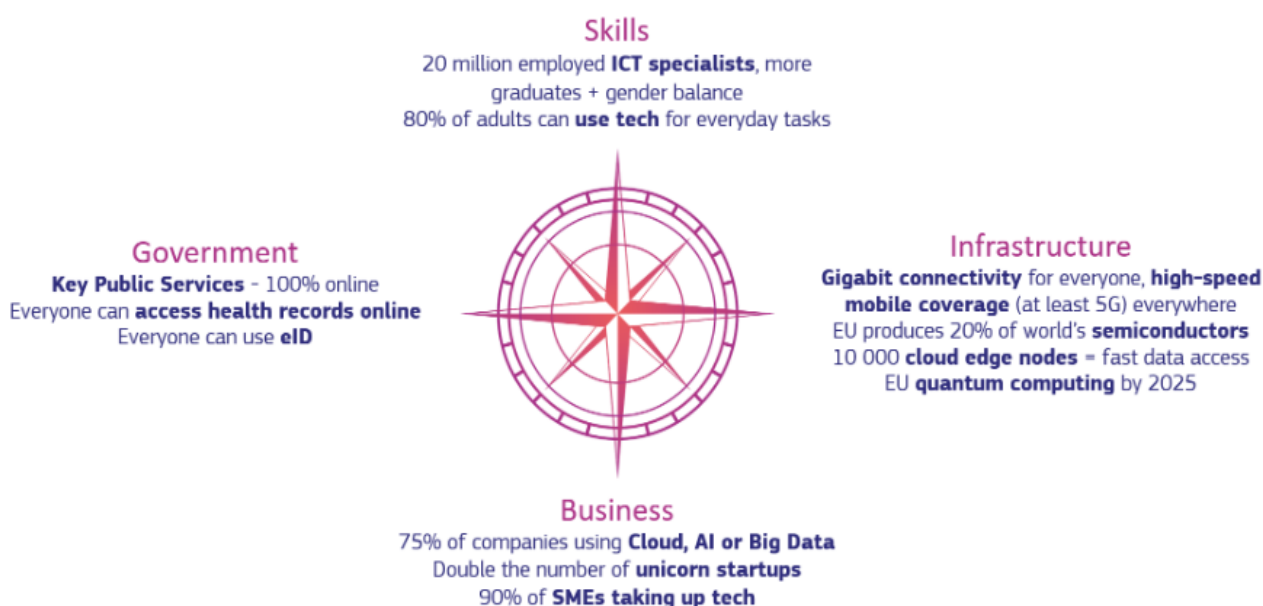 Skills
20 million employed ICT specialists, more
graduates + gender balance
80% of adults can use tech for everyday tasks
Government
Key Public Services - 100% online
Everyone can access health records online
Everyone can use eID
Infrastructure
Gigabit connectivity for everyone, high-speed
mobile coverage (at least 5G) everywhere
EU produces 20% of world's semiconductors
10 000 cloud edge nodes = fast data access
EU quantum computing by 2025
Business
75% of companies using Cloud, AI or Big Data
Double the number of unicorn startups
90% of SMEs taking up tech